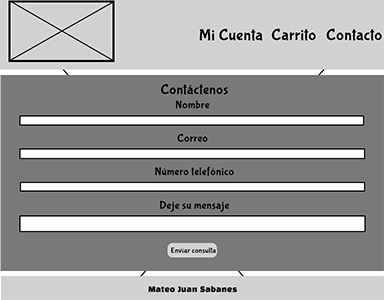 Mi Cuenta Carrito Contacto
Contáctenos
Nombre
Correo
Número telefónico
Deje su mensaje
Enviar consulta
Mateo Juan Sabanes